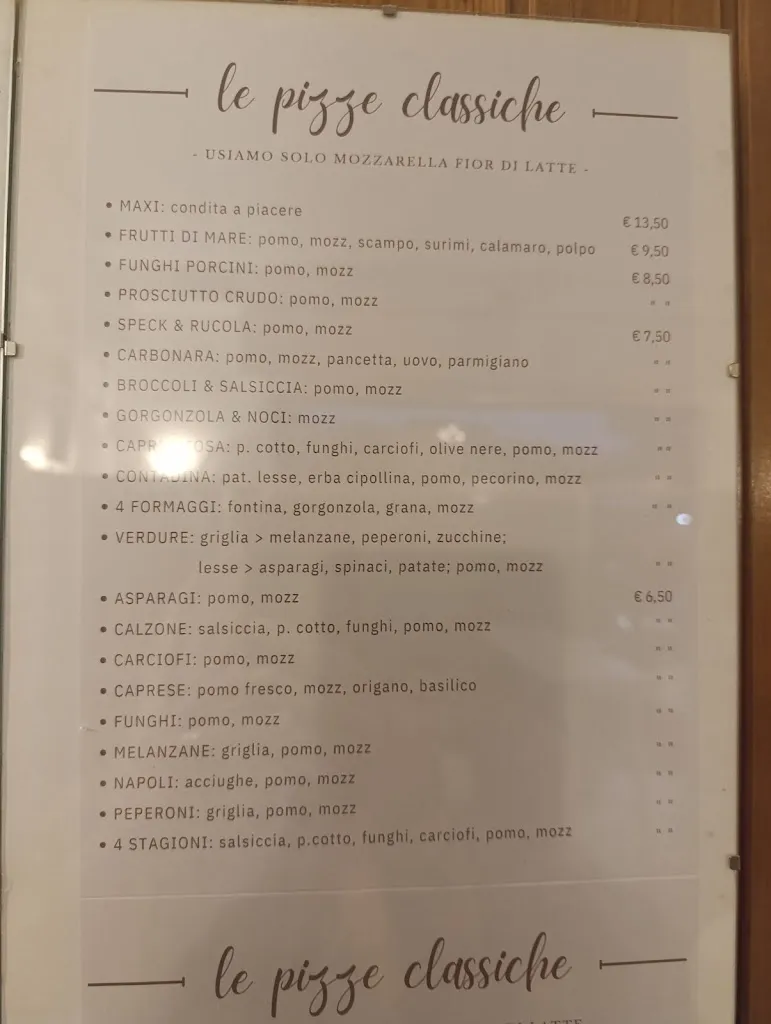 le pizze classiche
- USIAMO SOLO MOZZARELLA FIOR DI LATTE -
• MAXI: condita a piacere € 13,50
• FRUTTI DI MARE: pomo, mozz, scampo, surimi, calamaro, polpo € 9,50
• FUNGHI PORCINI: pomo, mozz € 8,50
• PROSCIUTTO CRUDO: pomo, mozz " "
• SPECK & RUCOLA: pomo, mozz € 7,50
• CARBONARA: pomo, mozz, pancetta, uovo, parmigiano " "
• BROCCOLI & SALSICCIA: pomo, mozz " "
• GORGONZOLA & NOCI: mozz " "
• CAPRICCIOSA: p. cotto, funghi, carciofi, olive nere, pomo, mozz " "
• CONTADINA: pat. lesse, erba cipollina, pomo, pecorino, mozz " "
• 4 FORMAGGI: fontina, gorgonzola, grana, mozz " "
• VERDURE: griglia > melanzane, peperoni, zucchine;
lesse > asparagi, spinaci, patate; pomo, mozz " "
• ASPARAGI: pomo, mozz € 6,50
• CALZONE: salsiccia, p. cotto, funghi, pomo, mozz " "
• CARCIOFI: pomo, mozz " "
• CAPRESE: pomo fresco, mozz, origano, basilico " "
• FUNGHI: pomo, mozz " "
• MELANZANE: griglia, pomo, mozz " "
• NAPOLI: acciughe, pomo, mozz " "
• PEPERONI: griglia, pomo, mozz " "
• 4 STAGIONI: salsiccia, p.cotto, funghi, carciofi, pomo, mozz " "
le pizze classiche